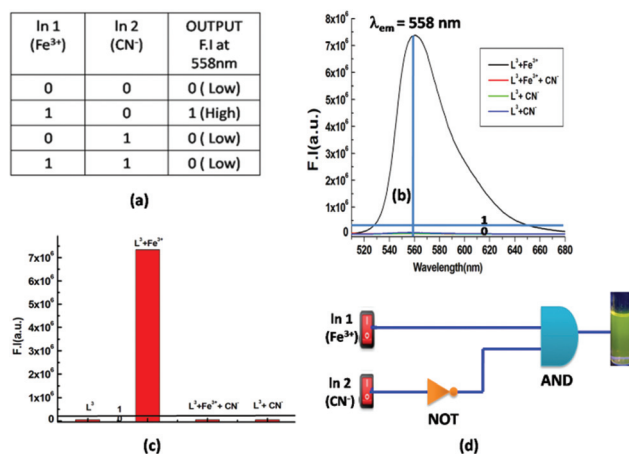 In 1 (Fe³⁺) In 2 (CN⁻) OUTPUT F.I at 558nm
0 0 0 ( Low)
1 0 1 (High)
0 1 0 ( Low)
1 1 0 ( Low)
(a)
λem = 558 nm
L³+Fe³⁺
L³+Fe³⁺+ CN⁻
L³+ CN⁻
L³+CN⁻
F.I(a.u.)
8x10⁶
7x10⁶
6x10⁶
5x10⁶
4x10⁶
3x10⁶
2x10⁶
1x10⁶
0
(b)
1
0
520 540 560 580 600 620 640 660 680
Wavelength(nm)
F.I(a.u.)
7x10⁶
6x10⁶
5x10⁶
4x10⁶
3x10⁶
2x10⁶
1x10⁶
0
L³+Fe³⁺
L³
1
0
L³+Fe³⁺+ CN⁻
L³+ CN⁻
(c)
In 1
(Fe³⁺)
I
O
AND
In 2
(CN⁻)
I
O
NOT
(d)